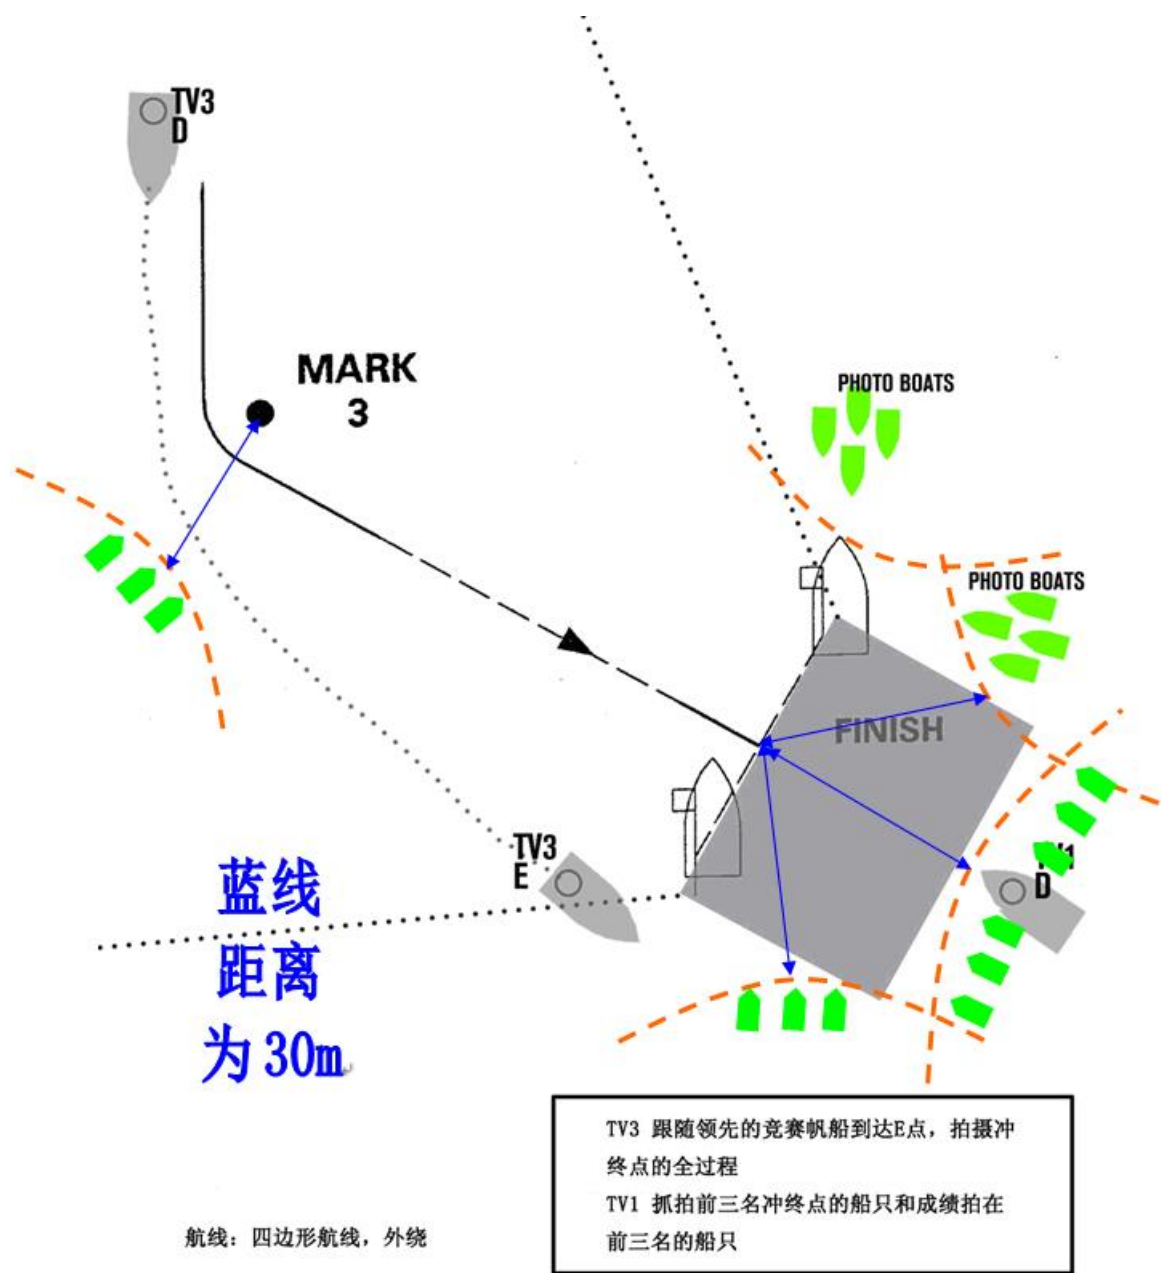 TV3
D
MARK
3
PHOTO BOATS
PHOTO BOATS
FINISH
TV3
E
D
蓝线
距离
为30m
TV3 跟随领先的竞赛帆船到达E点，拍摄冲
终点的全过程
TV1 抓拍前三名冲终点的船只和成绩拍在
前三名的船只
航线：四边形航线，外绕